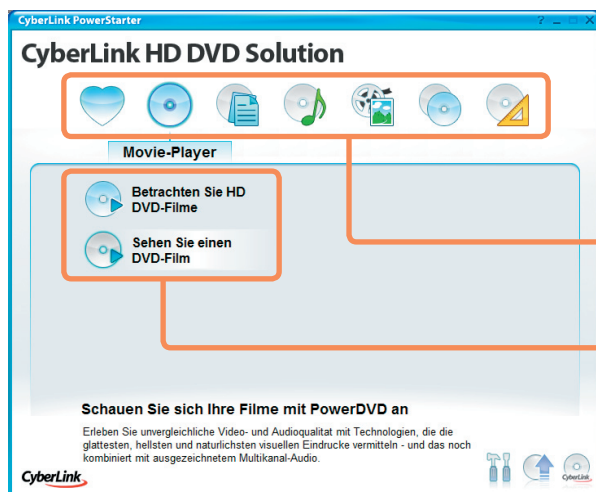 CyberLink PowerStarter
CyberLink HD DVD Solution
Movie-Player
Betrachten Sie HD
DVD-Filme
Sehen Sie einen
DVD-Film
Schauen Sie sich Ihre Filme mit PowerDVD an
Erleben Sie unvergleichliche Video- und Audioqualitat mit Technologien, die die
glattesten, hellsten und naturlichsten visuellen Eindrucke vermitteln - und das noch
kombiniert mit ausgezeichnetem Multikanal-Audio.
CyberLink
CyberLink